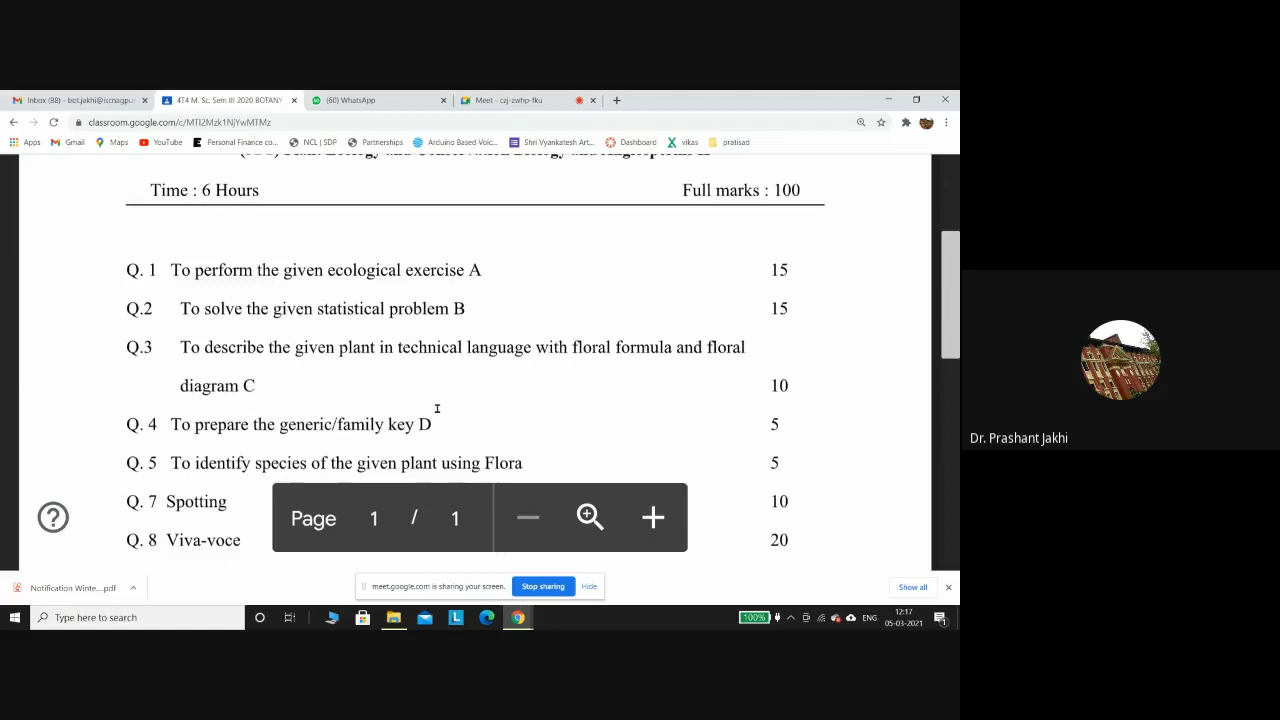 Inbox (88) - bot.jakhi@iscnagpu
4T4 M. Sc. Sem III 2020 BOTANY
(60) WhatsApp
Meet - czj-zwhp-fku
classroom.google.com/c/MTI2Mzk1NjYwMTMz
Apps
Gmail
Maps
YouTube
Personal Finance co...
NCL | SDP
Partnerships
Arduino Based Voic...
Shri Vyankatesh Art...
Dashboard
vikas
pratisad
Time : 6 Hours Full marks : 100
Q. 1 To perform the given ecological exercise A 15
Q.2 To solve the given statistical problem B 15
Q.3 To describe the given plant in technical language with floral formula and floral
diagram C 10
Q. 4 To prepare the generic/family key D 5
Q. 5 To identify species of the given plant using Flora 5
Q. 7 Spotting 10
Q. 8 Viva-voce 20
Page 1 / 1
Notification Winte....pdf
meet.google.com is sharing your screen.
Stop sharing
Hide
Show all
Type here to search
100%
ENG
12:17
05-03-2021
Dr. Prashant Jakhi